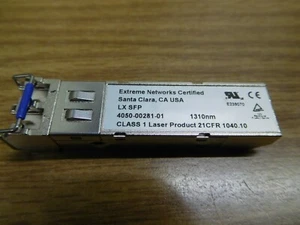 Extreme Networks Certified
Santa Clara, CA USA
LX SFP
4050-00281-01 1310nm
CLASS 1 Laser Product 21CFR 1040.10